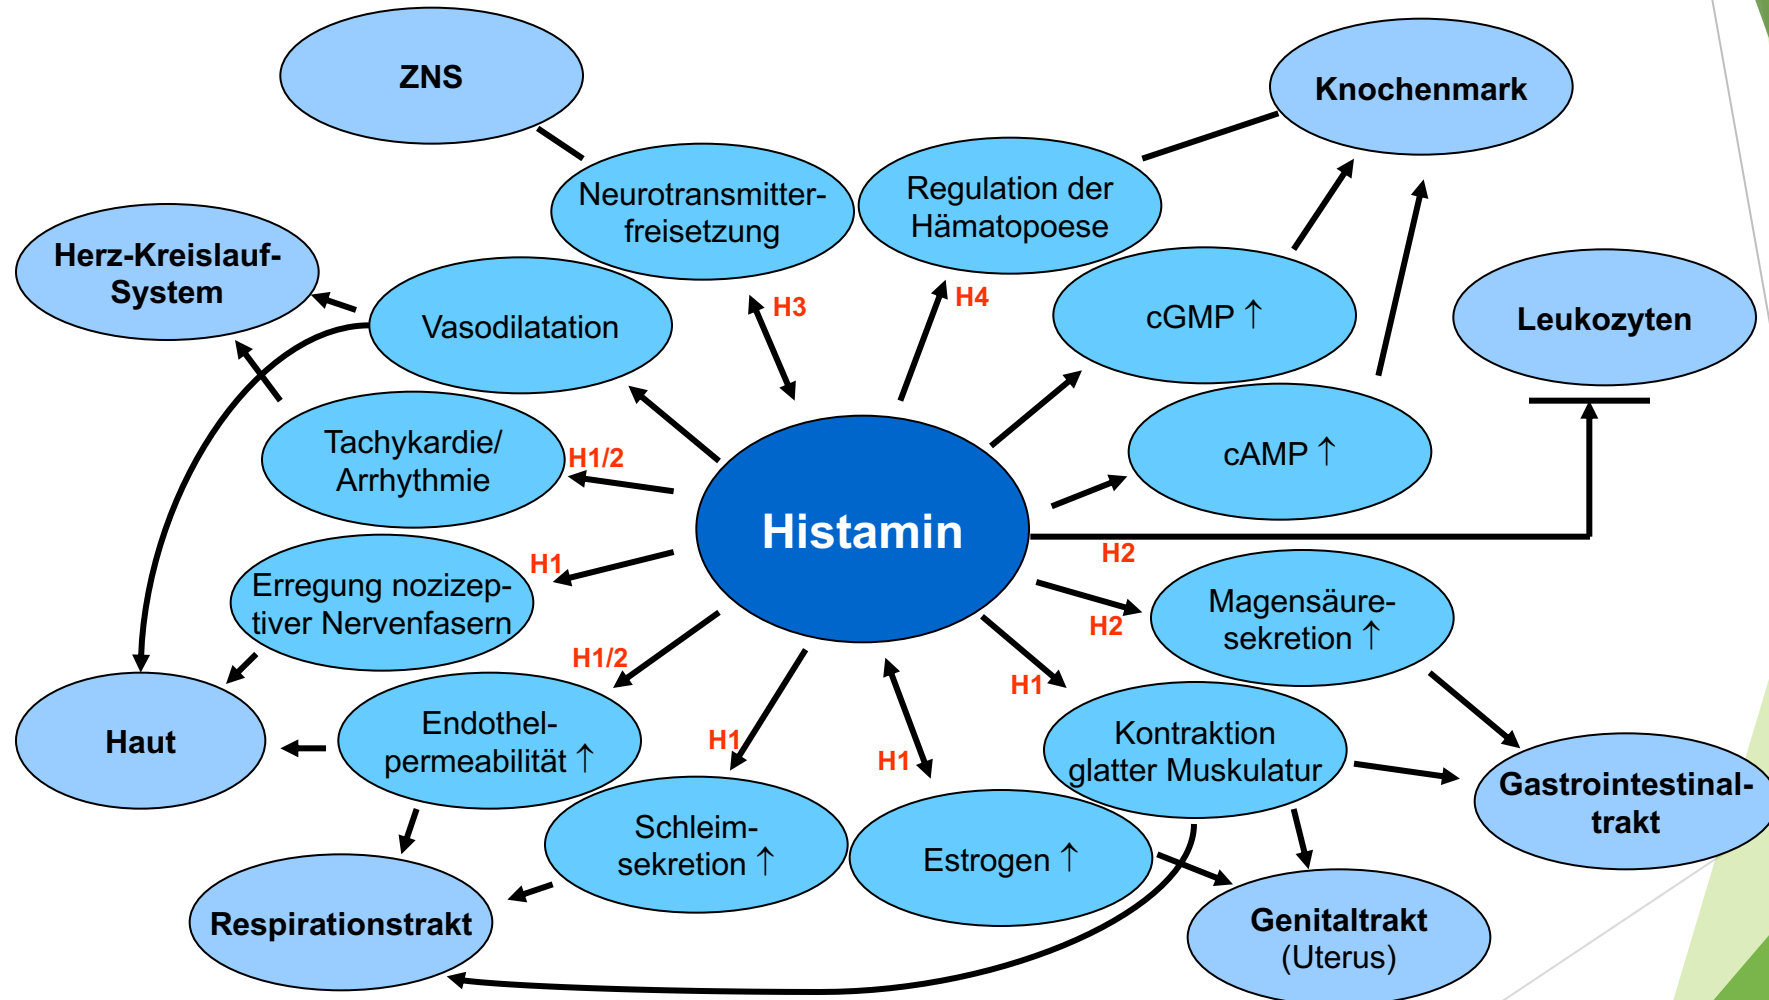 ZNS
Knochenmark
Neurotransmitter-
freisetzung
Regulation der
Hämatopoese
Herz-Kreislauf-
System
H3
H4
Vasodilatation
cGMP ↑
Leukozyten
Tachykardie/
Arrhythmie
H1/2
cAMP ↑
Histamin
H1
H2
Erregung nozizep-
tiver Nervenfasern
Magensäure-
sekretion ↑
H2
H1/2
H1
Haut
Endothel-
permeabilität ↑
H1
H1
Kontraktion
glatter Muskulatur
Gastrointestinal-
trakt
Schleim-
sekretion ↑
Estrogen ↑
Respirationstrakt
Genitaltrakt
(Uterus)